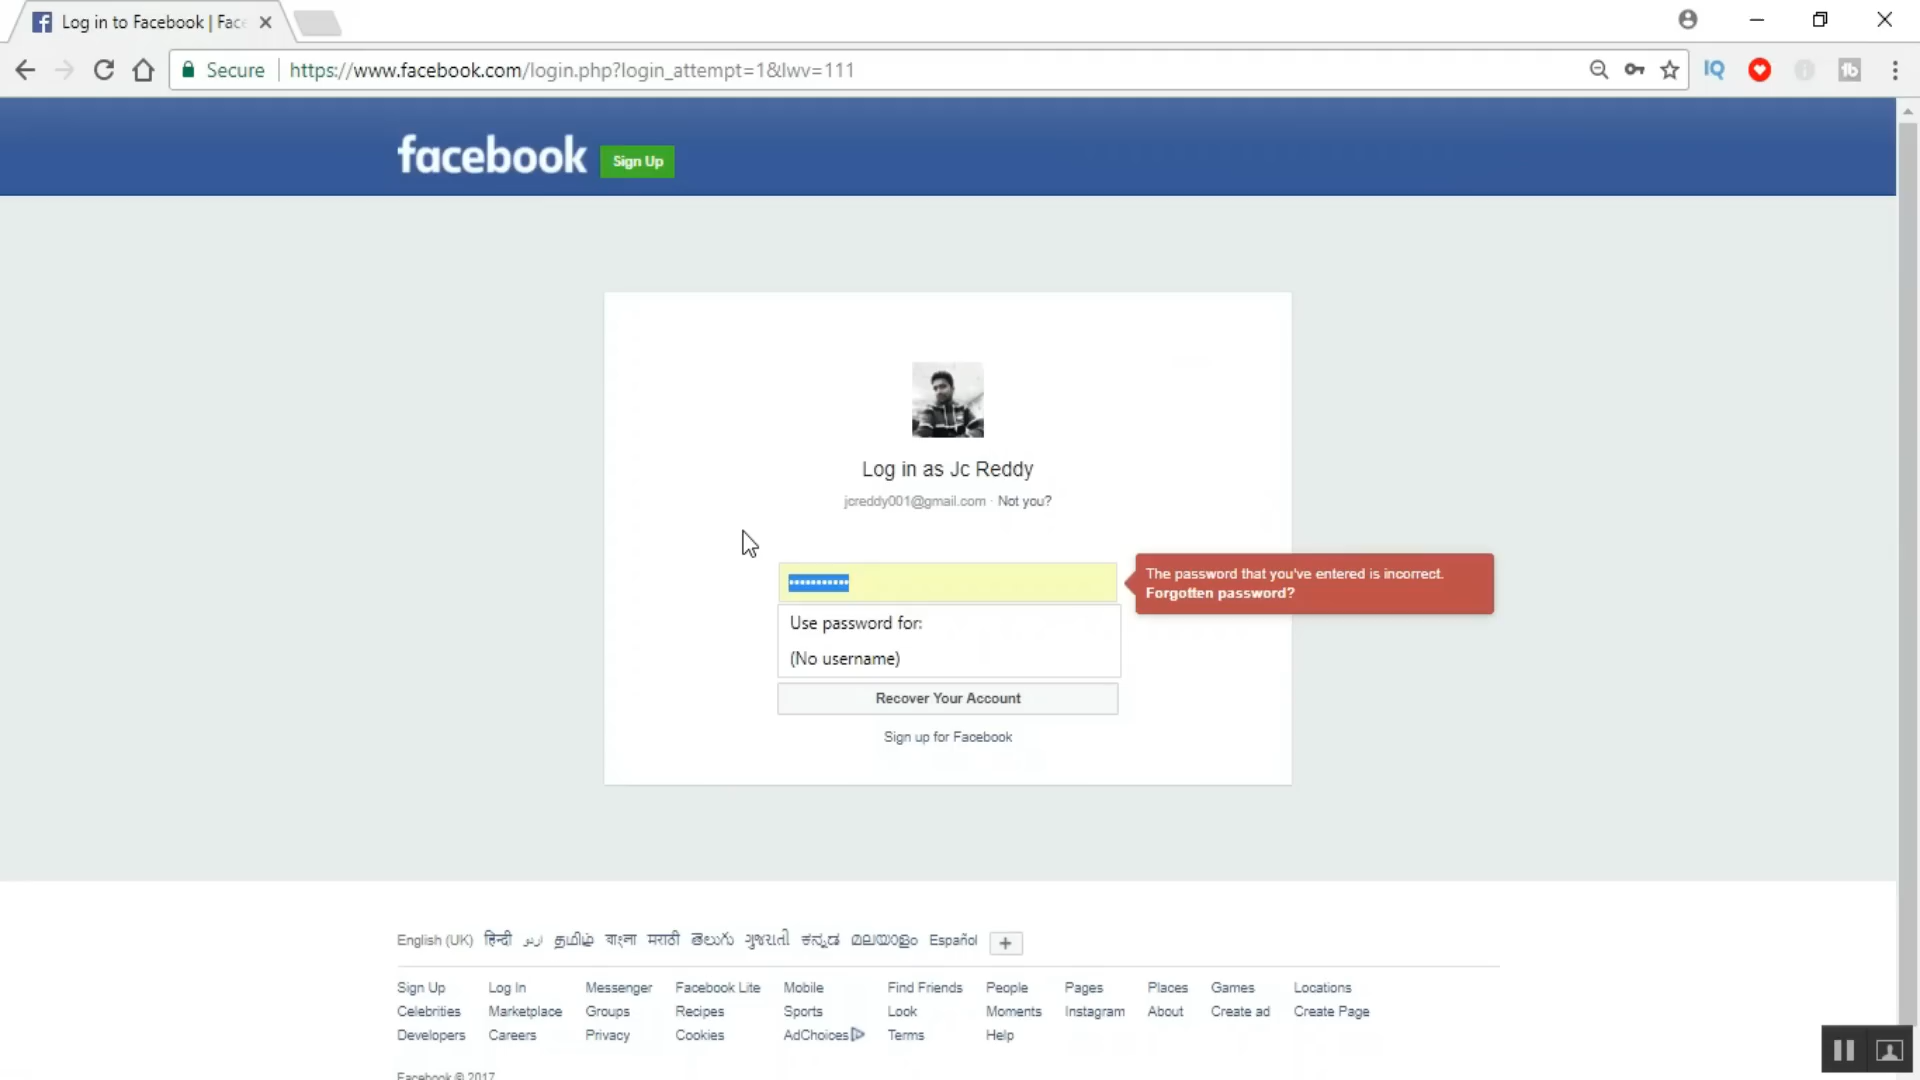 Log in to Facebook | Face
Secure
https://www.facebook.com/login.php?login_attempt=1&lwv=111
IQ
tb
facebook
Sign Up
Log in as Jc Reddy
jcreddy001@gmail.com · Not you?
•••••••••••
The password that you've entered is incorrect.
Forgotten password?
Use password for:
(No username)
Recover Your Account
Sign up for Facebook
English (UK) हिन्दी اردو தமிழ் বাংলা मराठी తెలుగు ગુજરાતી ಕನ್ನಡ മലയാളം Español +
Sign Up Log In Messenger Facebook Lite Mobile Find Friends People Pages Places Games Locations
Celebrities Marketplace Groups Recipes Sports Look Moments Instagram About Create ad Create Page
Developers Careers Privacy Cookies AdChoices Terms Help
Facebook © 2017